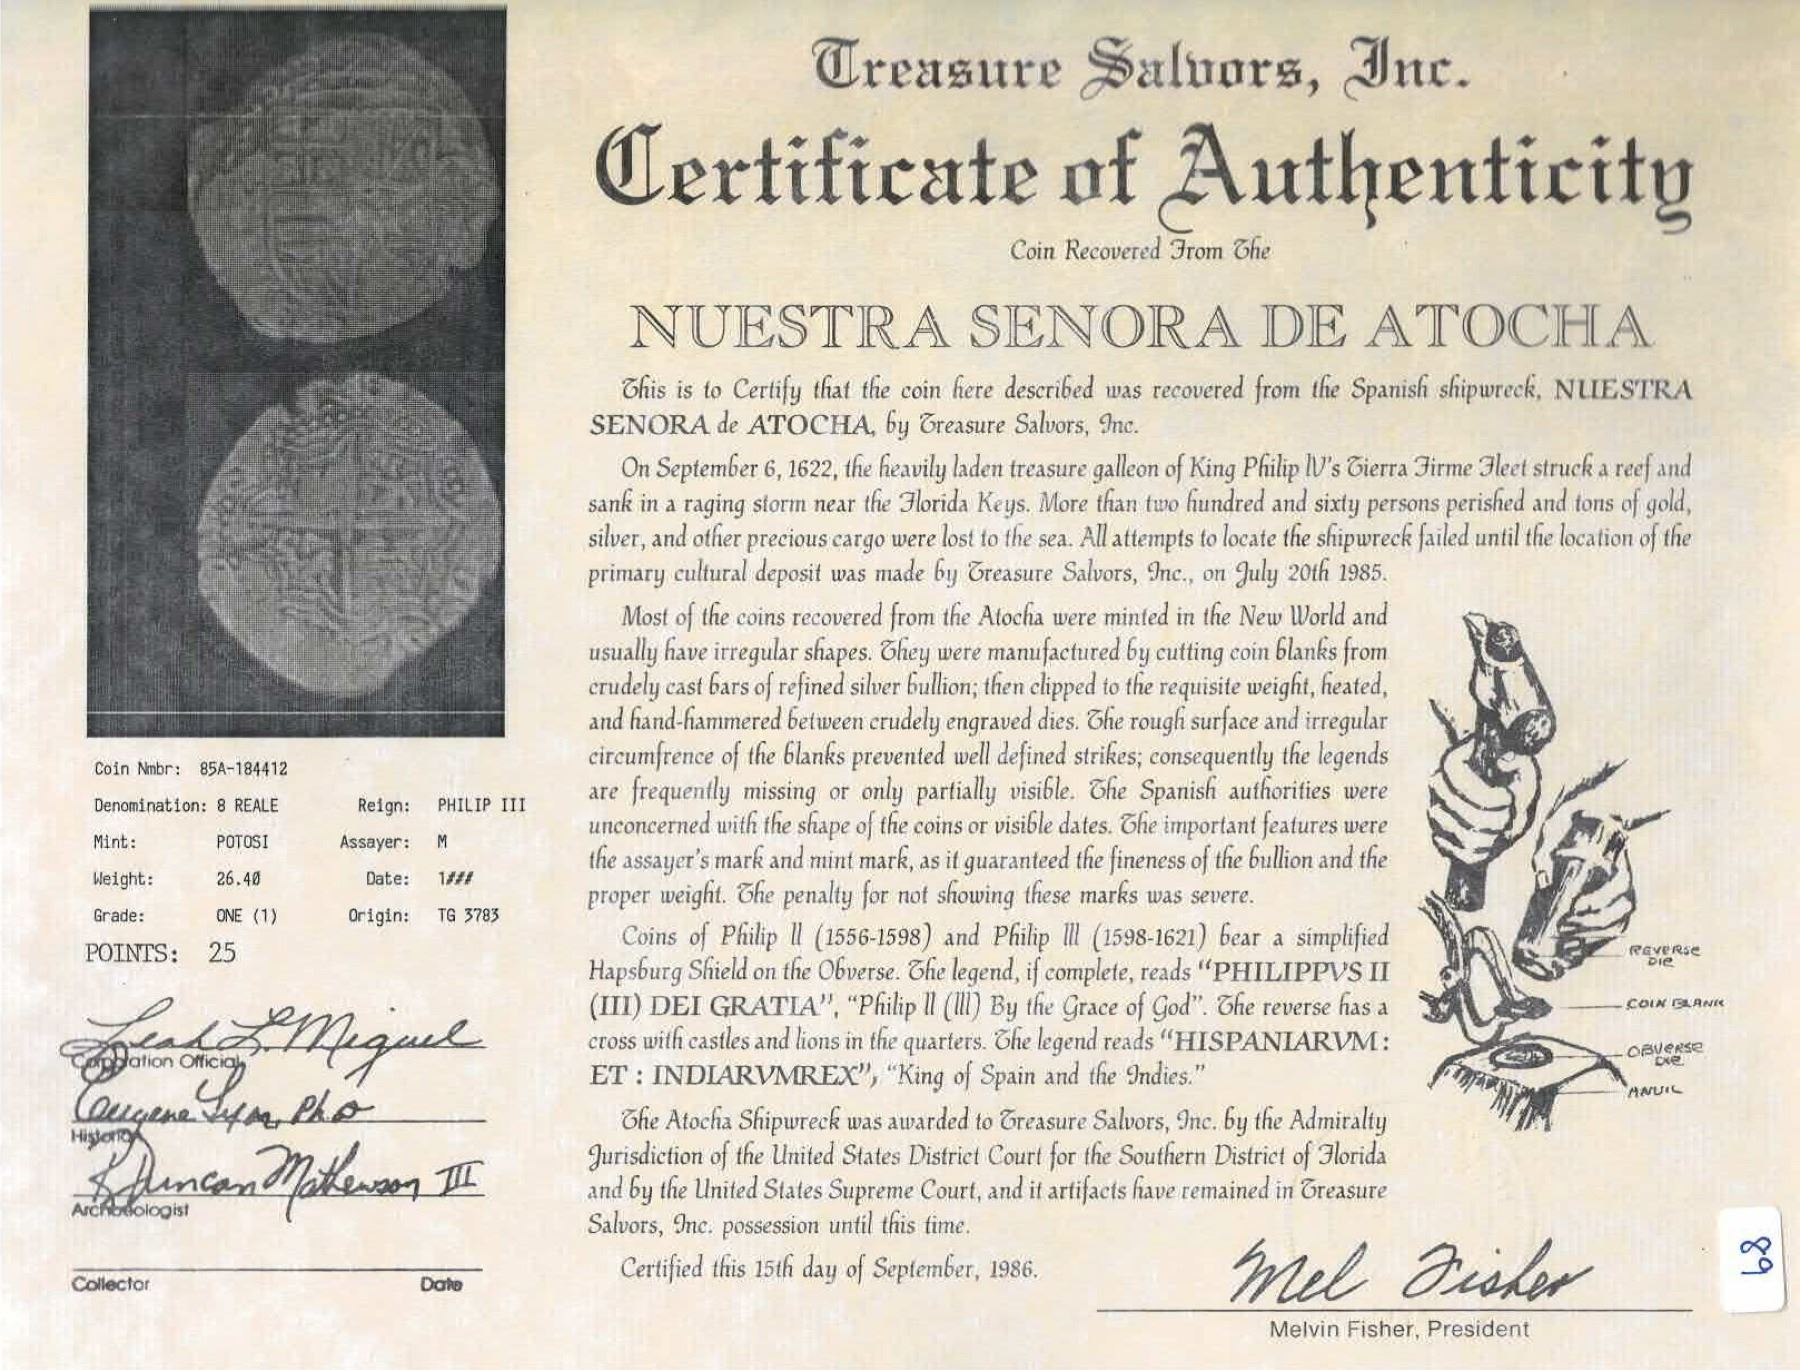 Treasure Salvors, Inc.
Certificate of Authenticity
Coin Recovered From The
NUESTRA SENORA DE ATOCHA
This is to Certify that the coin here described was recovered from the Spanish shipwreck, NUESTRA
SENORA de ATOCHA, by Treasure Salvors, Inc.
On September 6, 1622, the heavily laden treasure galleon of King Philip IV's Tierra Firme Fleet struck a reef and
sank in a raging storm near the Florida Keys. More than two hundred and sixty persons perished and tons of gold,
silver, and other precious cargo were lost to the sea. All attempts to locate the shipwreck failed until the location of the
primary cultural deposit was made by Treasure Salvors, Inc., on July 20th 1985.
Most of the coins recovered from the Atocha were minted in the New World and
usually have irregular shapes. They were manufactured by cutting coin blanks from
crudely cast bars of refined silver bullion; then clipped to the requisite weight, heated,
and hand-hammered between crudely engraved dies. The rough surface and irregular
circumfrence of the blanks prevented well defined strikes; consequently the legends
are frequently missing or only partially visible. The Spanish authorities were
unconcerned with the shape of the coins or visible dates. The important features were
the assayer's mark and mint mark, as it guaranteed the fineness of the bullion and the
proper weight. The penalty for not showing these marks was severe.
Coins of Philip II (1556-1598) and Philip III (1598-1621) bear a simplified
Hapsburg Shield on the Obverse. The legend, if complete, reads "PHILIPPVS II
(III) DEI GRATIA", "Philip II (III) By the Grace of God". The reverse has a
cross with castles and lions in the quarters. The legend reads "HISPANIARVM :
ET : INDIARVMREX", "King of Spain and the Indies."
The Atocha Shipwreck was awarded to Treasure Salvors, Inc. by the Admiralty
Jurisdiction of the United States District Court for the Southern District of Florida
and by the United States Supreme Court, and it artifacts have remained in Treasure
Salvors, Inc. possession until this time.
Certified this 15th day of September, 1986.
Mel Fisher
Melvin Fisher, President
REVERSE
DIE
COIN BLANK
OBVERSE
DIE
ANVIL
Coin Nmbr: 85A-184412
Denomination: 8 REALE Reign: PHILIP III
Mint: POTOSI Assayer: M
Weight: 26.40 Date: 1###
Grade: ONE (1) Origin: TG 3783
POINTS: 25
Leah L. Miguel
Corporation Official
Eugene Lyon, Ph.D
Historian
R Duncan Mathewson III
Archaeologist
Collector Date
68